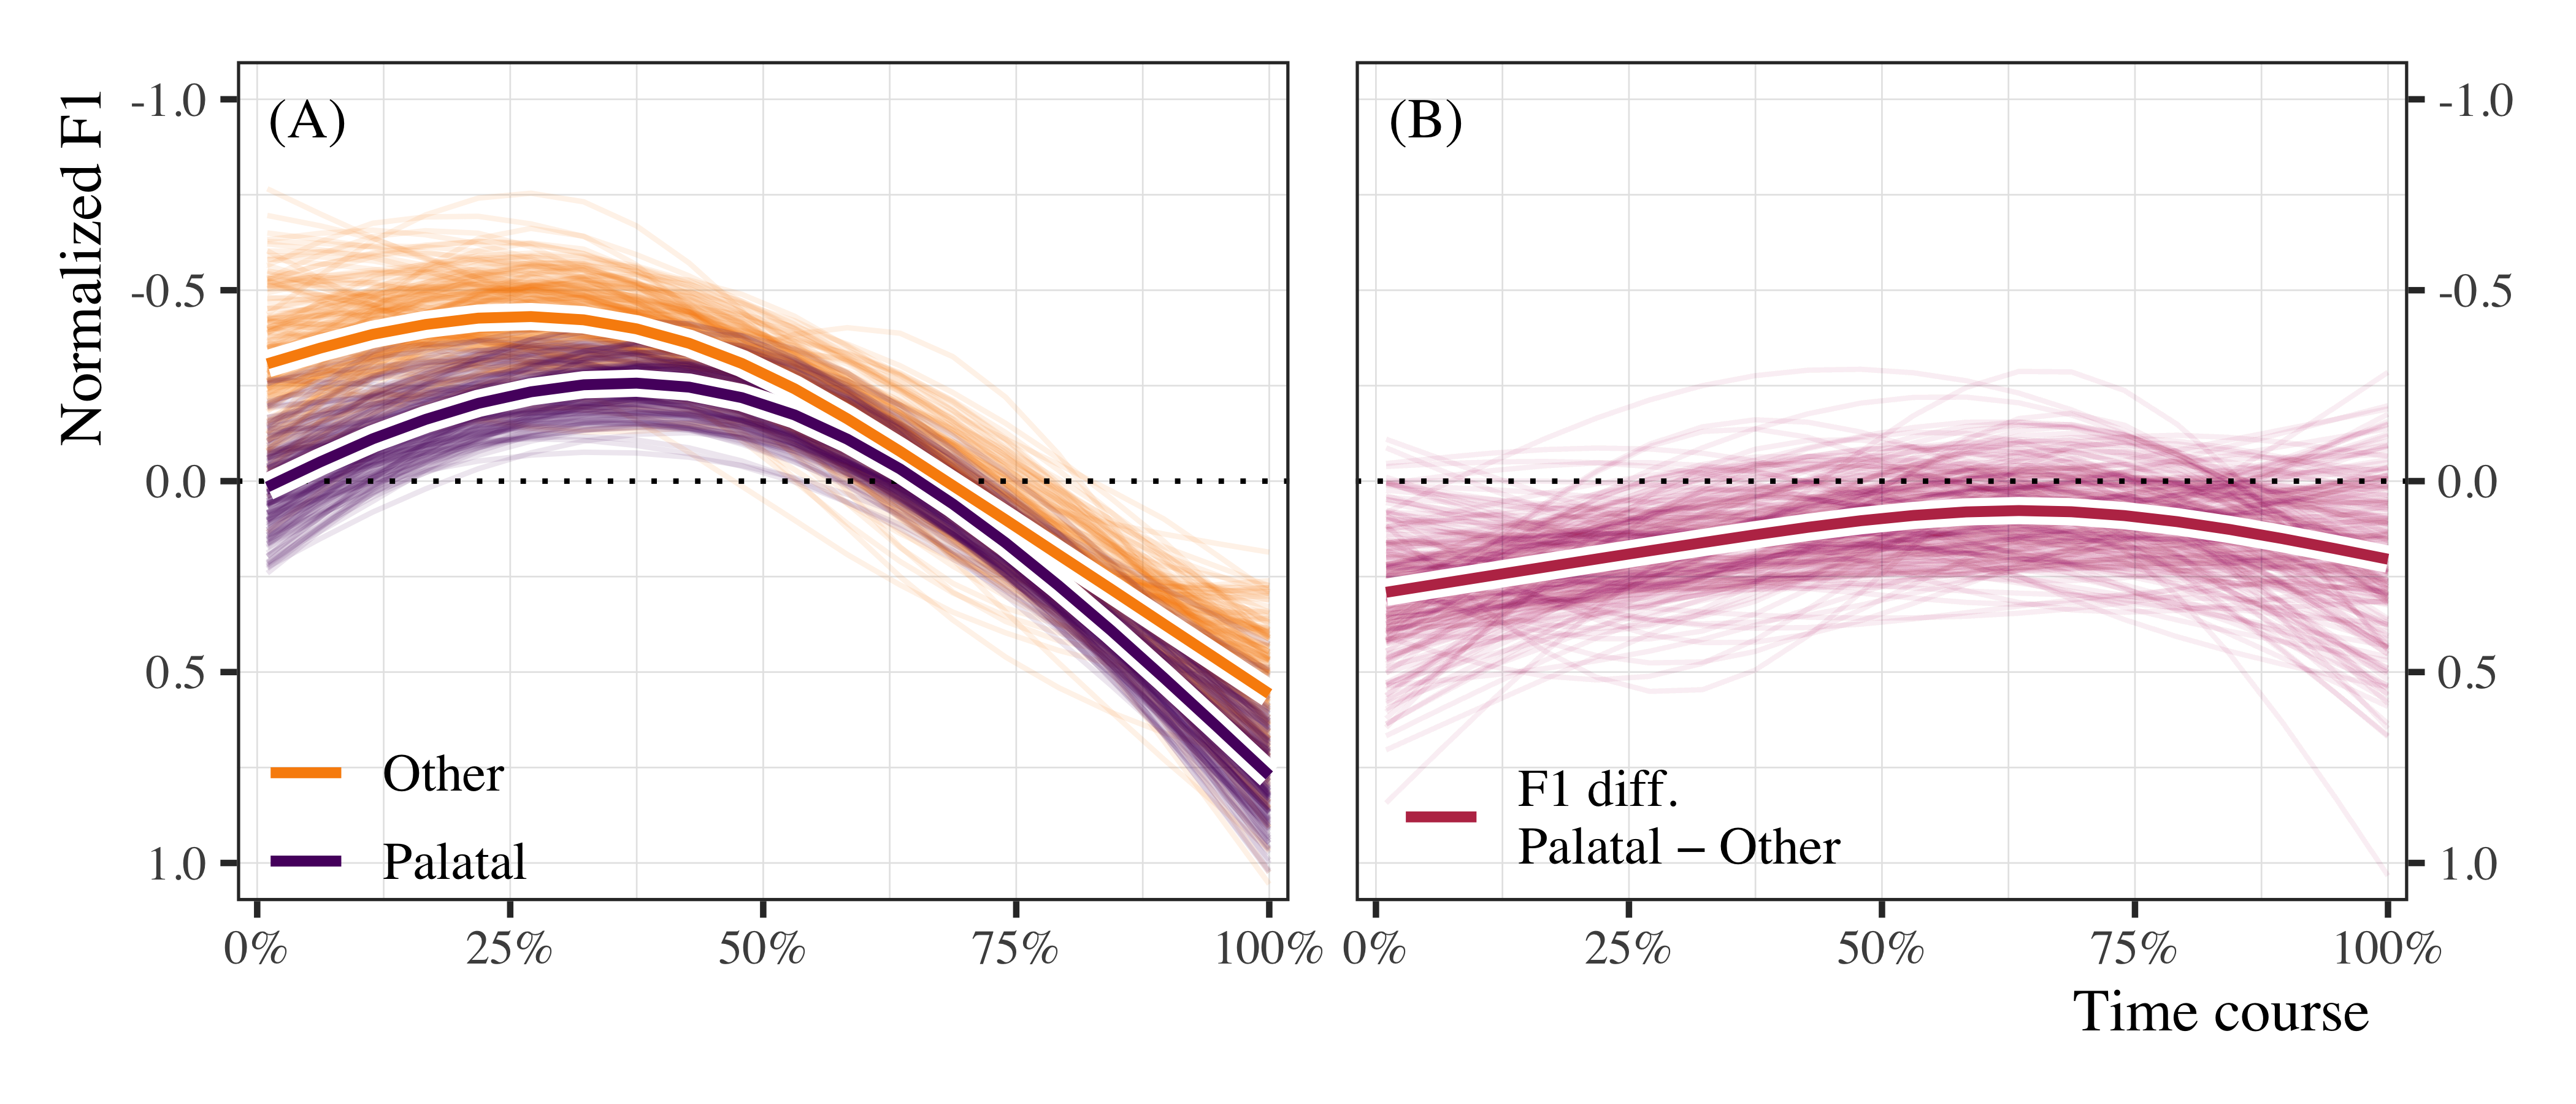 Normalized F1
-1.0
-0.5
0.0
0.5
1.0
(A)
Other
Palatal
0% 25% 50% 75% 100%
(B)
F1 diff.
Palatal − Other
-1.0
-0.5
0.0
0.5
1.0
0% 25% 50% 75% 100%
Time course